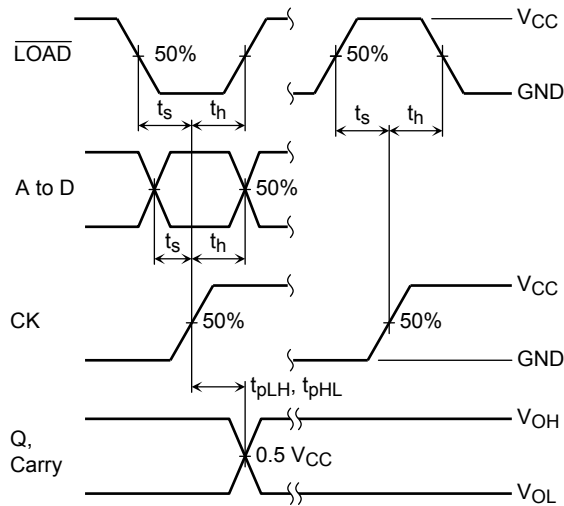 VCC
LOAD
50%
50%
GND
ts
th
ts
th
A to D
50%
ts
th
VCC
CK
50%
50%
GND
tpLH, tpHL
VOH
Q,
Carry
0.5 VCC
VOL